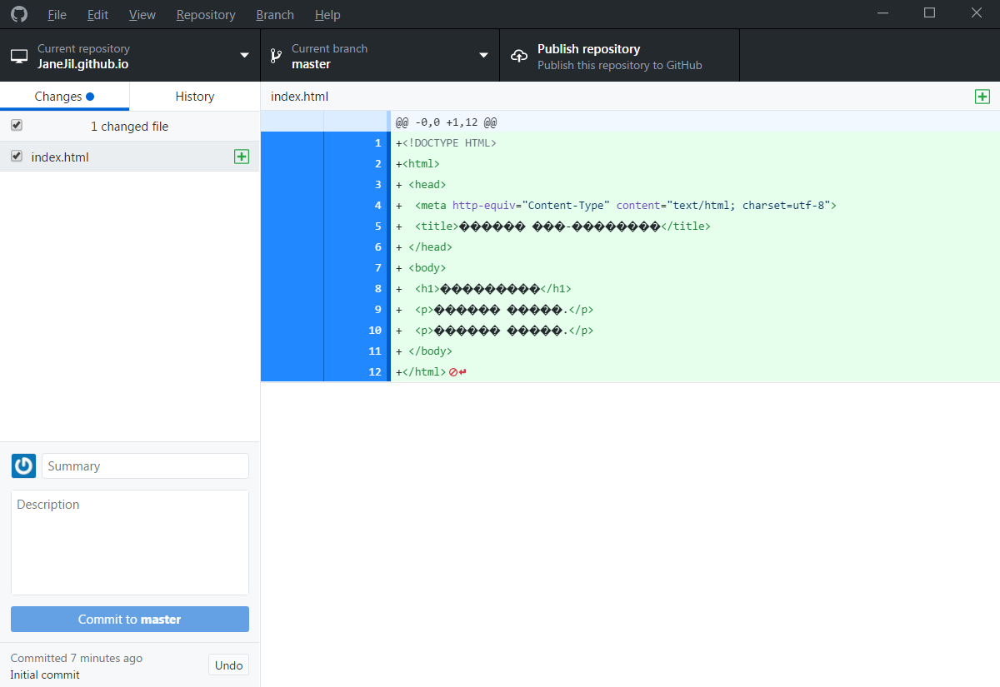 File Edit View Repository Branch Help
Current repository
JaneJil.github.io
Current branch
master
Publish repository
Publish this repository to GitHub
Changes
History
1 changed file
index.html
Summary
Description
Commit to master
Committed 7 minutes ago
Initial commit
Undo
index.html
@@ -0,0 +1,12 @@
1 +<!DOCTYPE HTML>
2 +<html>
3 + <head>
4 +  <meta http-equiv="Content-Type" content="text/html; charset=utf-8">
5 +  <title>������ ���-��������</title>
6 + </head>
7 + <body>
8 +  <h1>���������</h1>
9 +  <p>������ �����.</p>
10 +  <p>������ �����.</p>
11 + </body>
12 +</html>